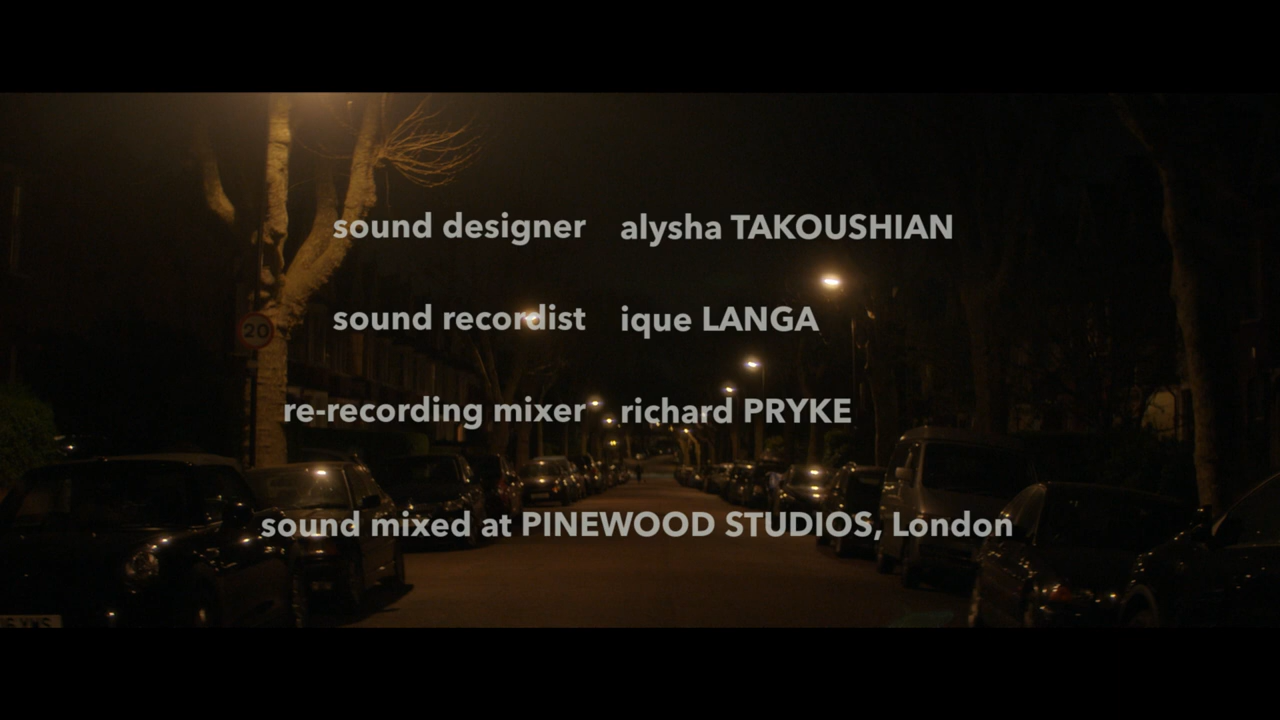 sound designer alysha TAKOUSHIAN
20
sound recordist ique LANGA
re-recording mixer richard PRYKE
sound mixed at PINEWOOD STUDIOS, London